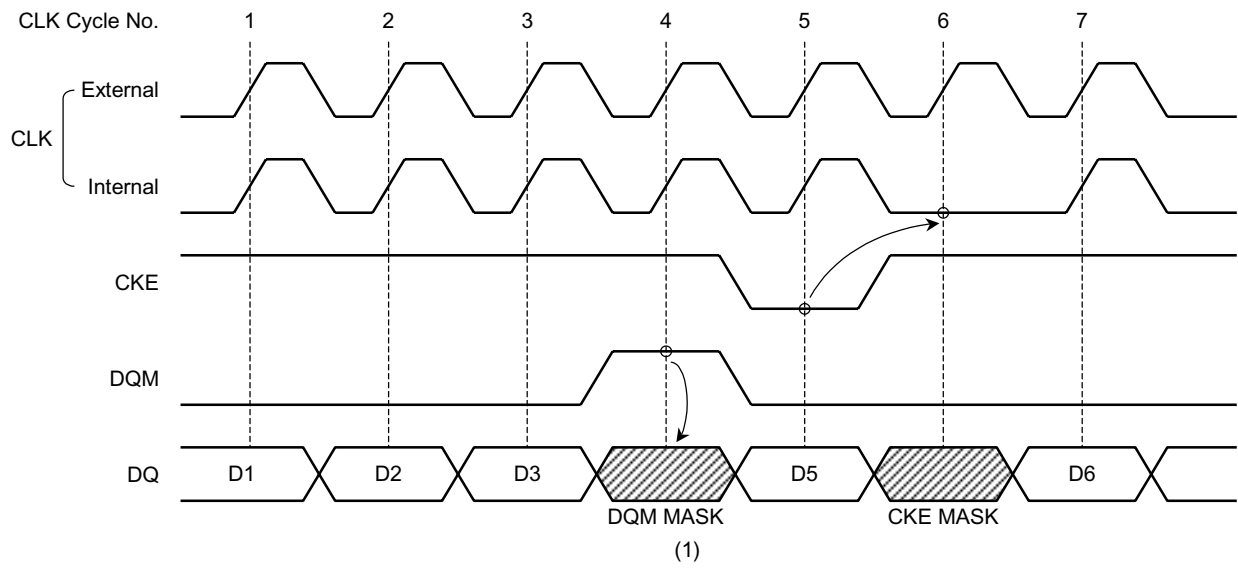 CLK Cycle No. 1 2 3 4 5 6 7
External
CLK
Internal
CKE
DQM
DQ D1 D2 D3 D5 D6
DQM MASK CKE MASK
(1)